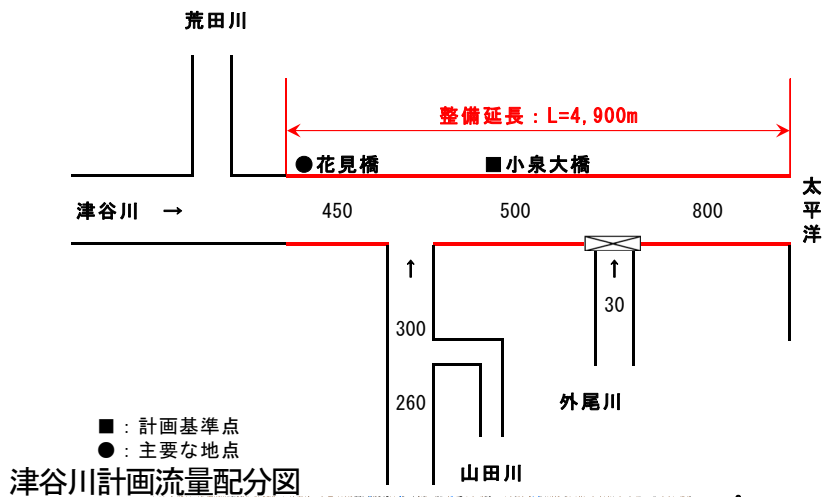 荒田川
整備延長：L=4,900m
●花見橋
■小泉大橋
太平洋
津谷川 →
450
500
800
↑
↑
30
300
260
外尾川
■：計画基準点
●：主要な地点
山田川
津谷川計画流量配分図